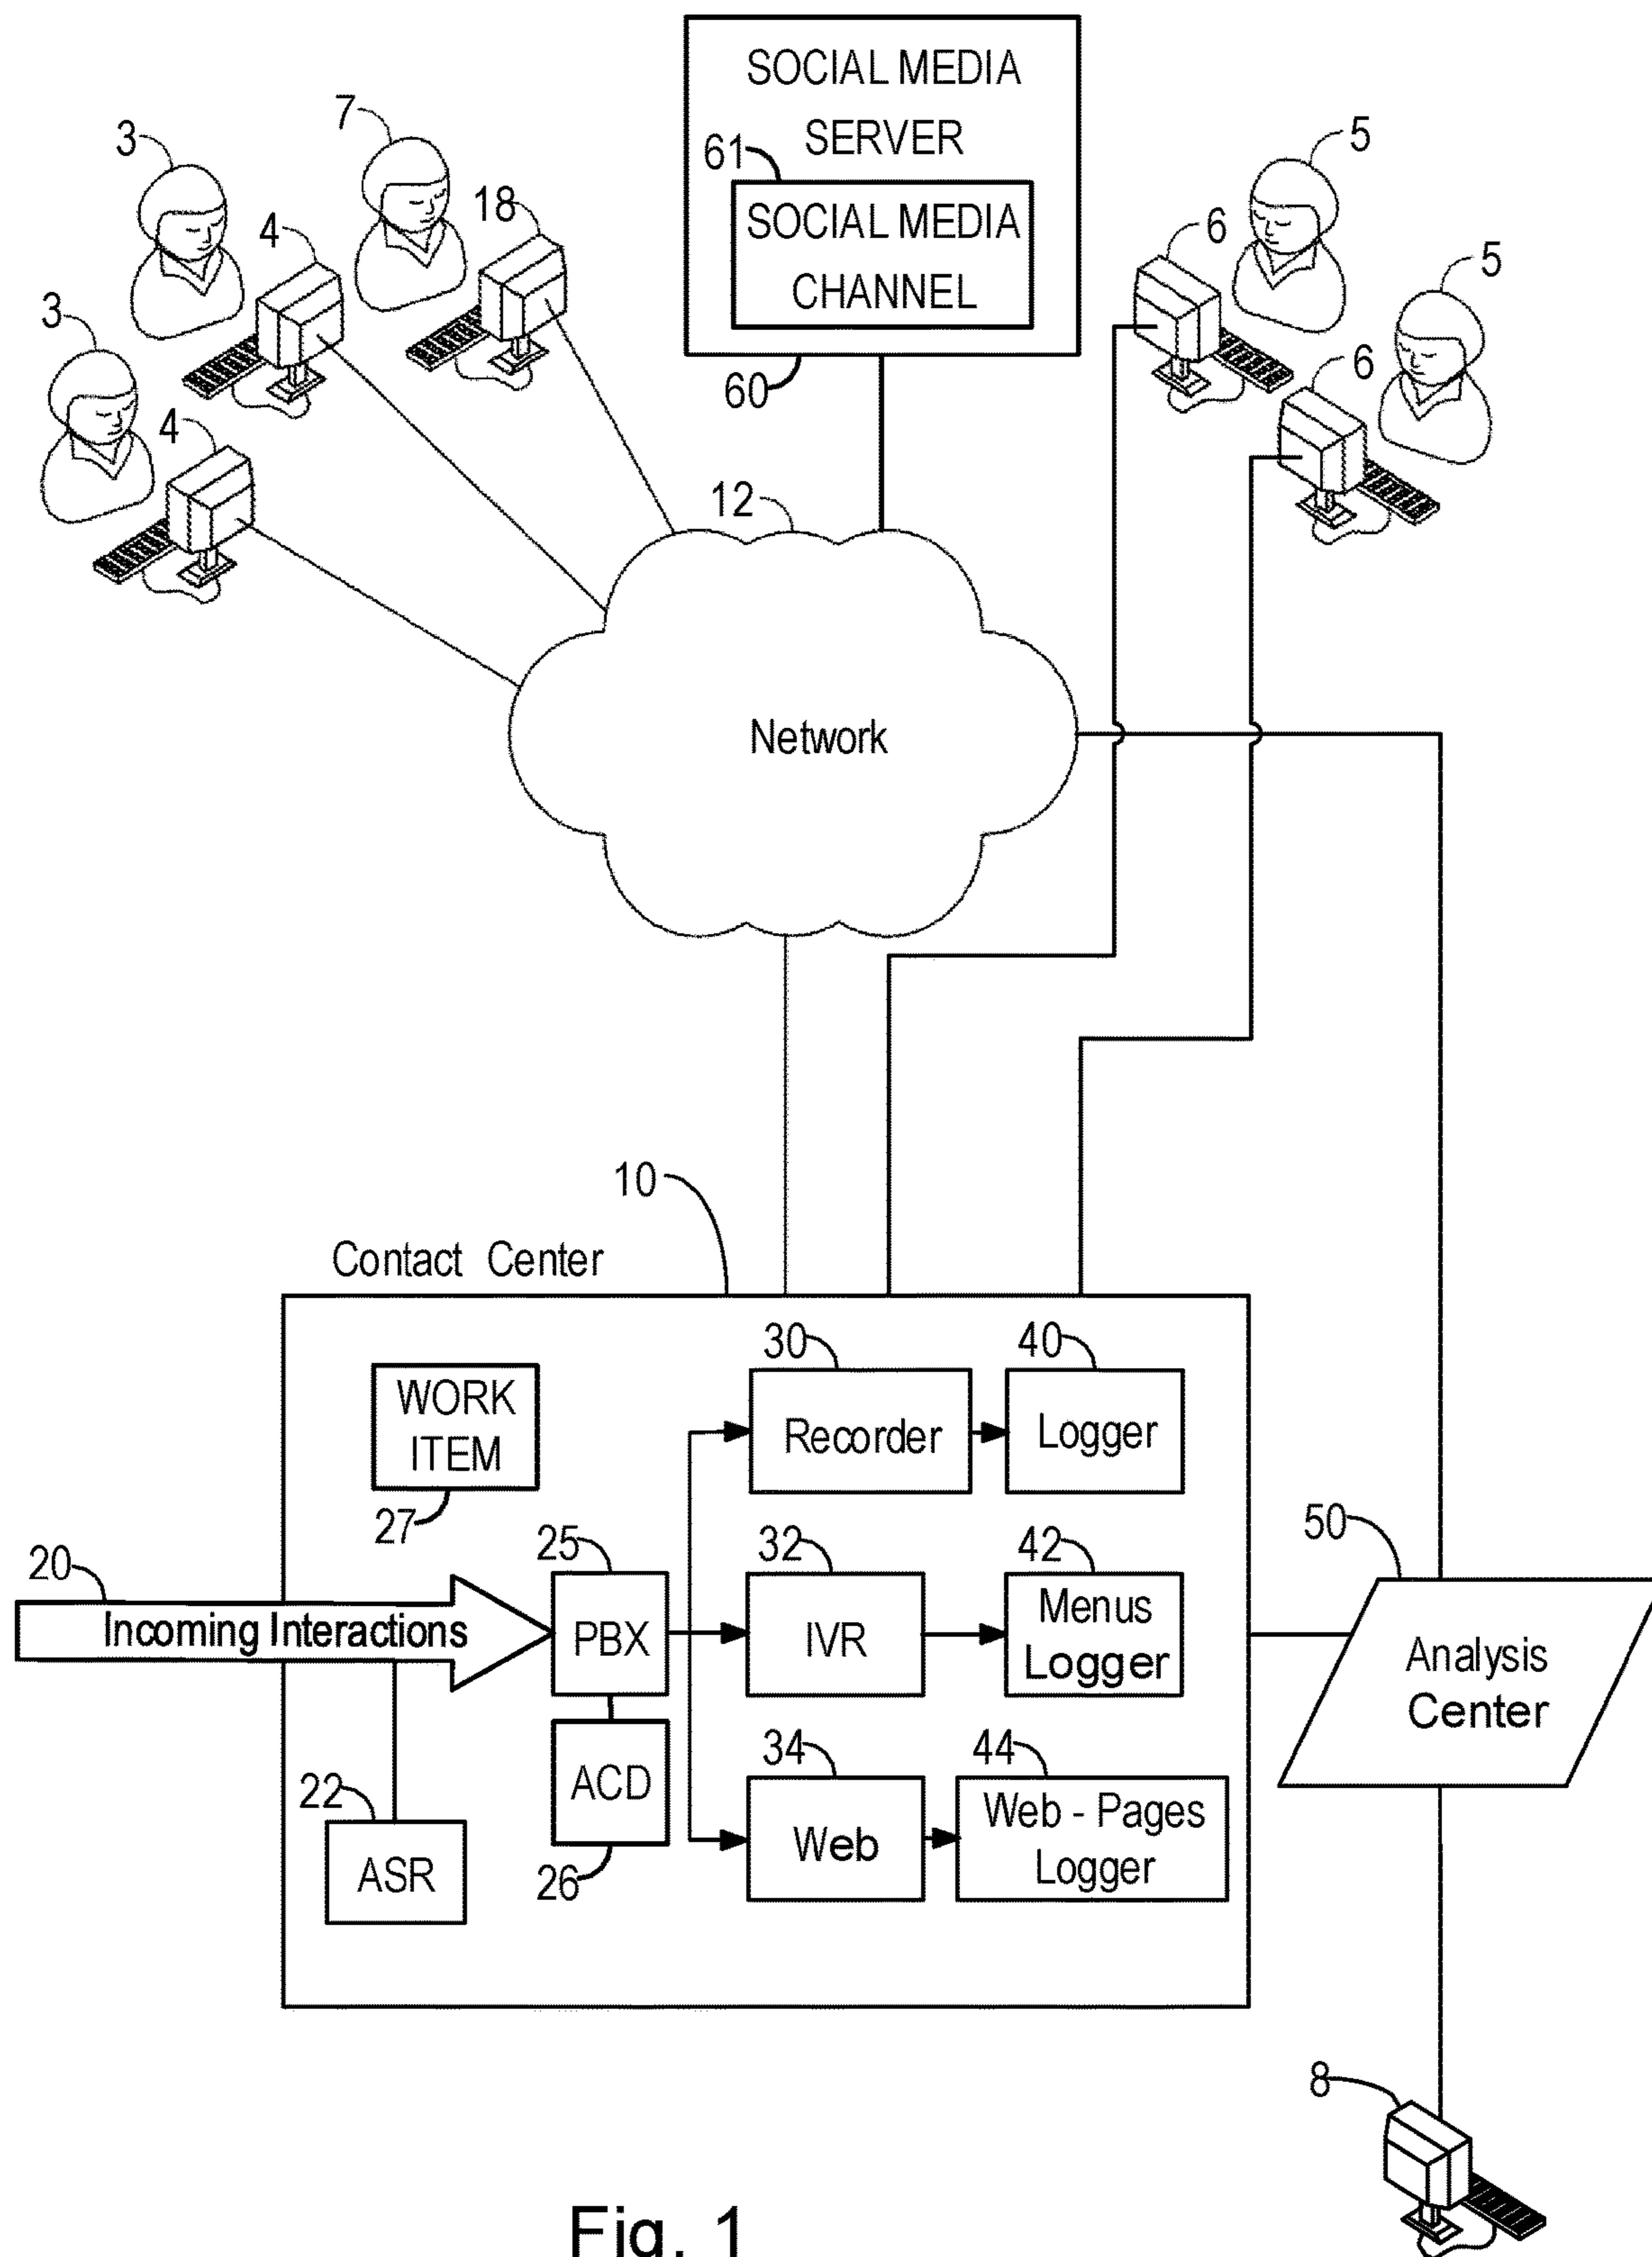 SOCIAL MEDIA
SERVER
61
SOCIAL MEDIA
CHANNEL
60
3
7
18
4
3
4
5
6
5
6
12
Network
10
Contact Center
30
40
WORK
ITEM
27
Recorder
Logger
20
Incoming Interactions
25
PBX
32
IVR
42
Menus
Logger
50
Analysis
Center
22
ASR
ACD
26
34
Web
44
Web - Pages
Logger
8
Fig. 1